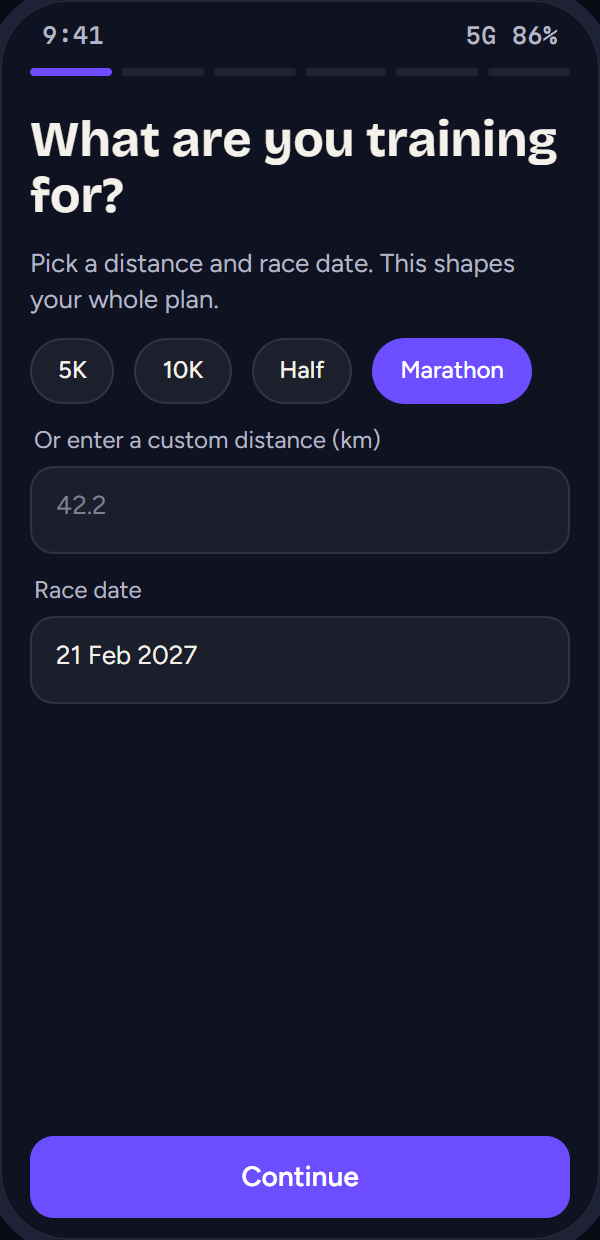 9:41 5G 86%
What are you training
for?
Pick a distance and race date. This shapes
your whole plan.
5K 10K Half Marathon
Or enter a custom distance (km)
42.2
Race date
21 Feb 2027
Continue